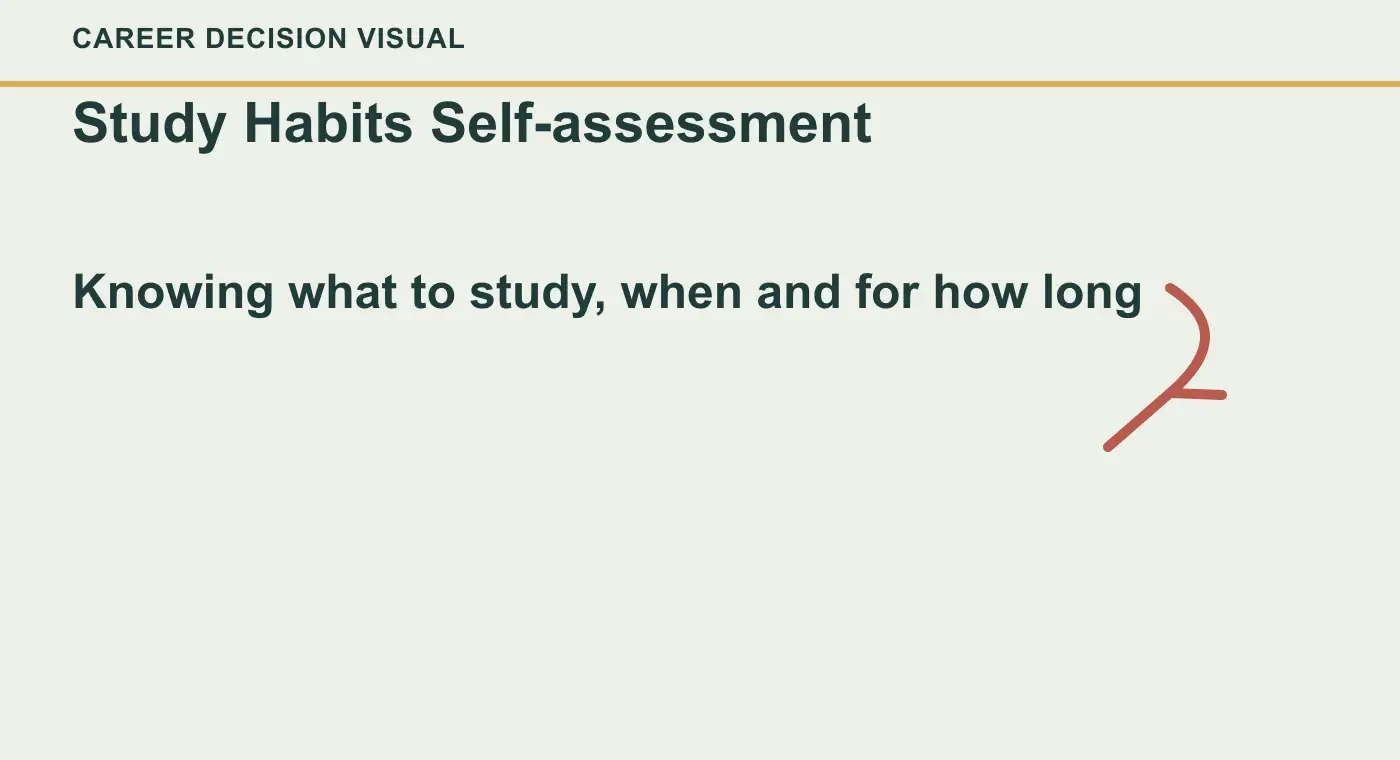 CAREER DECISION VISUAL
Study Habits Self-assessment
Knowing what to study, when and for how long